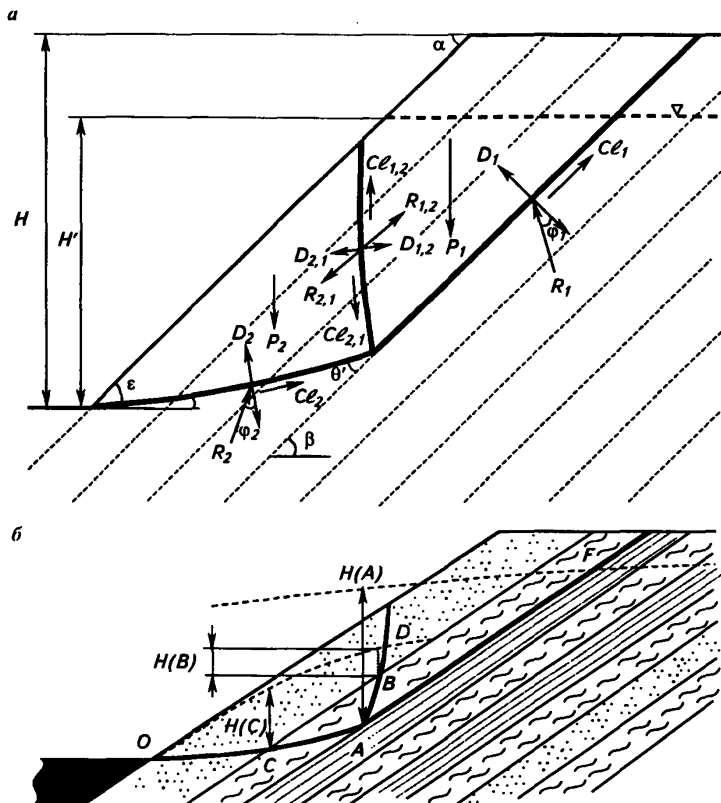 а
α
H
H'
Cℓ₁,₂
D₁
Cℓ₁
R₁,₂
D₂,₁
D₁,₂
P₁
φ₁
R₂,₁
R₁
D₂
P₂
Cℓ₂,₁
ε
θ'
Cℓ₂
φ₂
R₂
β
б
F
H(A)
D
H(B)
B
H(C)
O
C
A